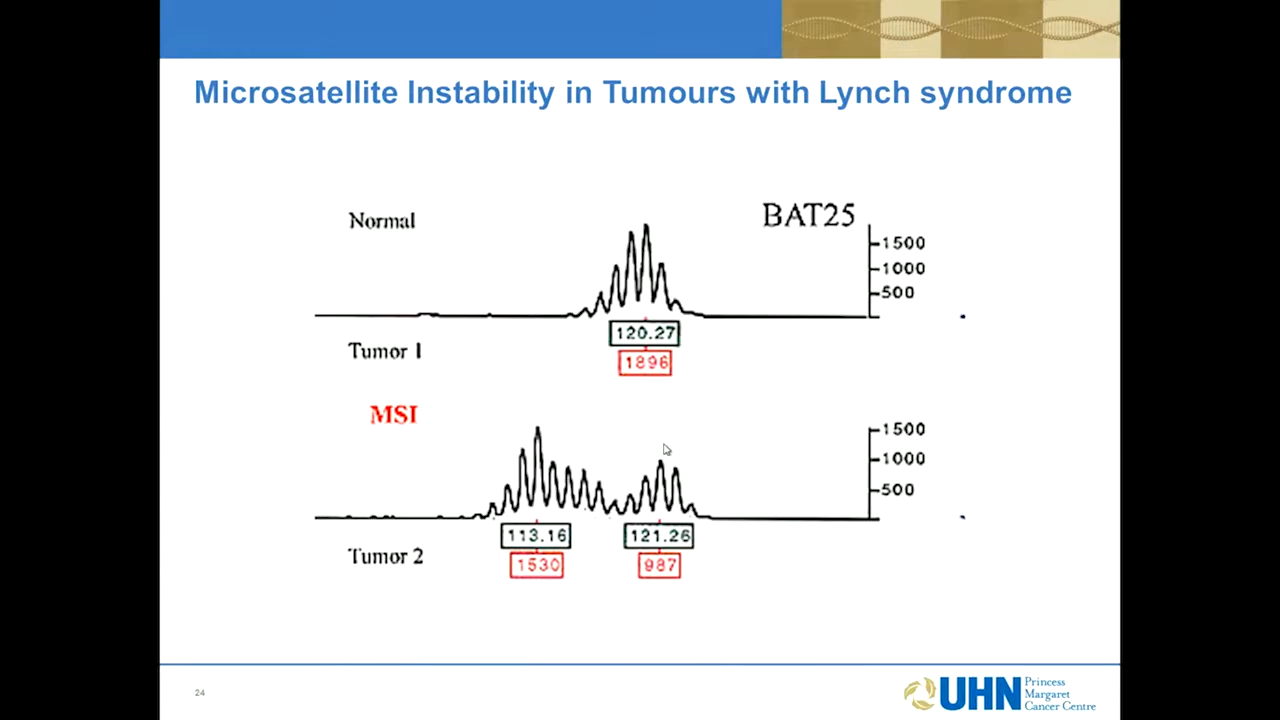 Microsatellite Instability in Tumours with Lynch syndrome
Normal
BAT25
1500
1000
500
120.27
1896
Tumor 1
MSI
1500
1000
500
113.16
121.26
1530
987
Tumor 2
24
UHN
Princess
Margaret
Cancer Centre